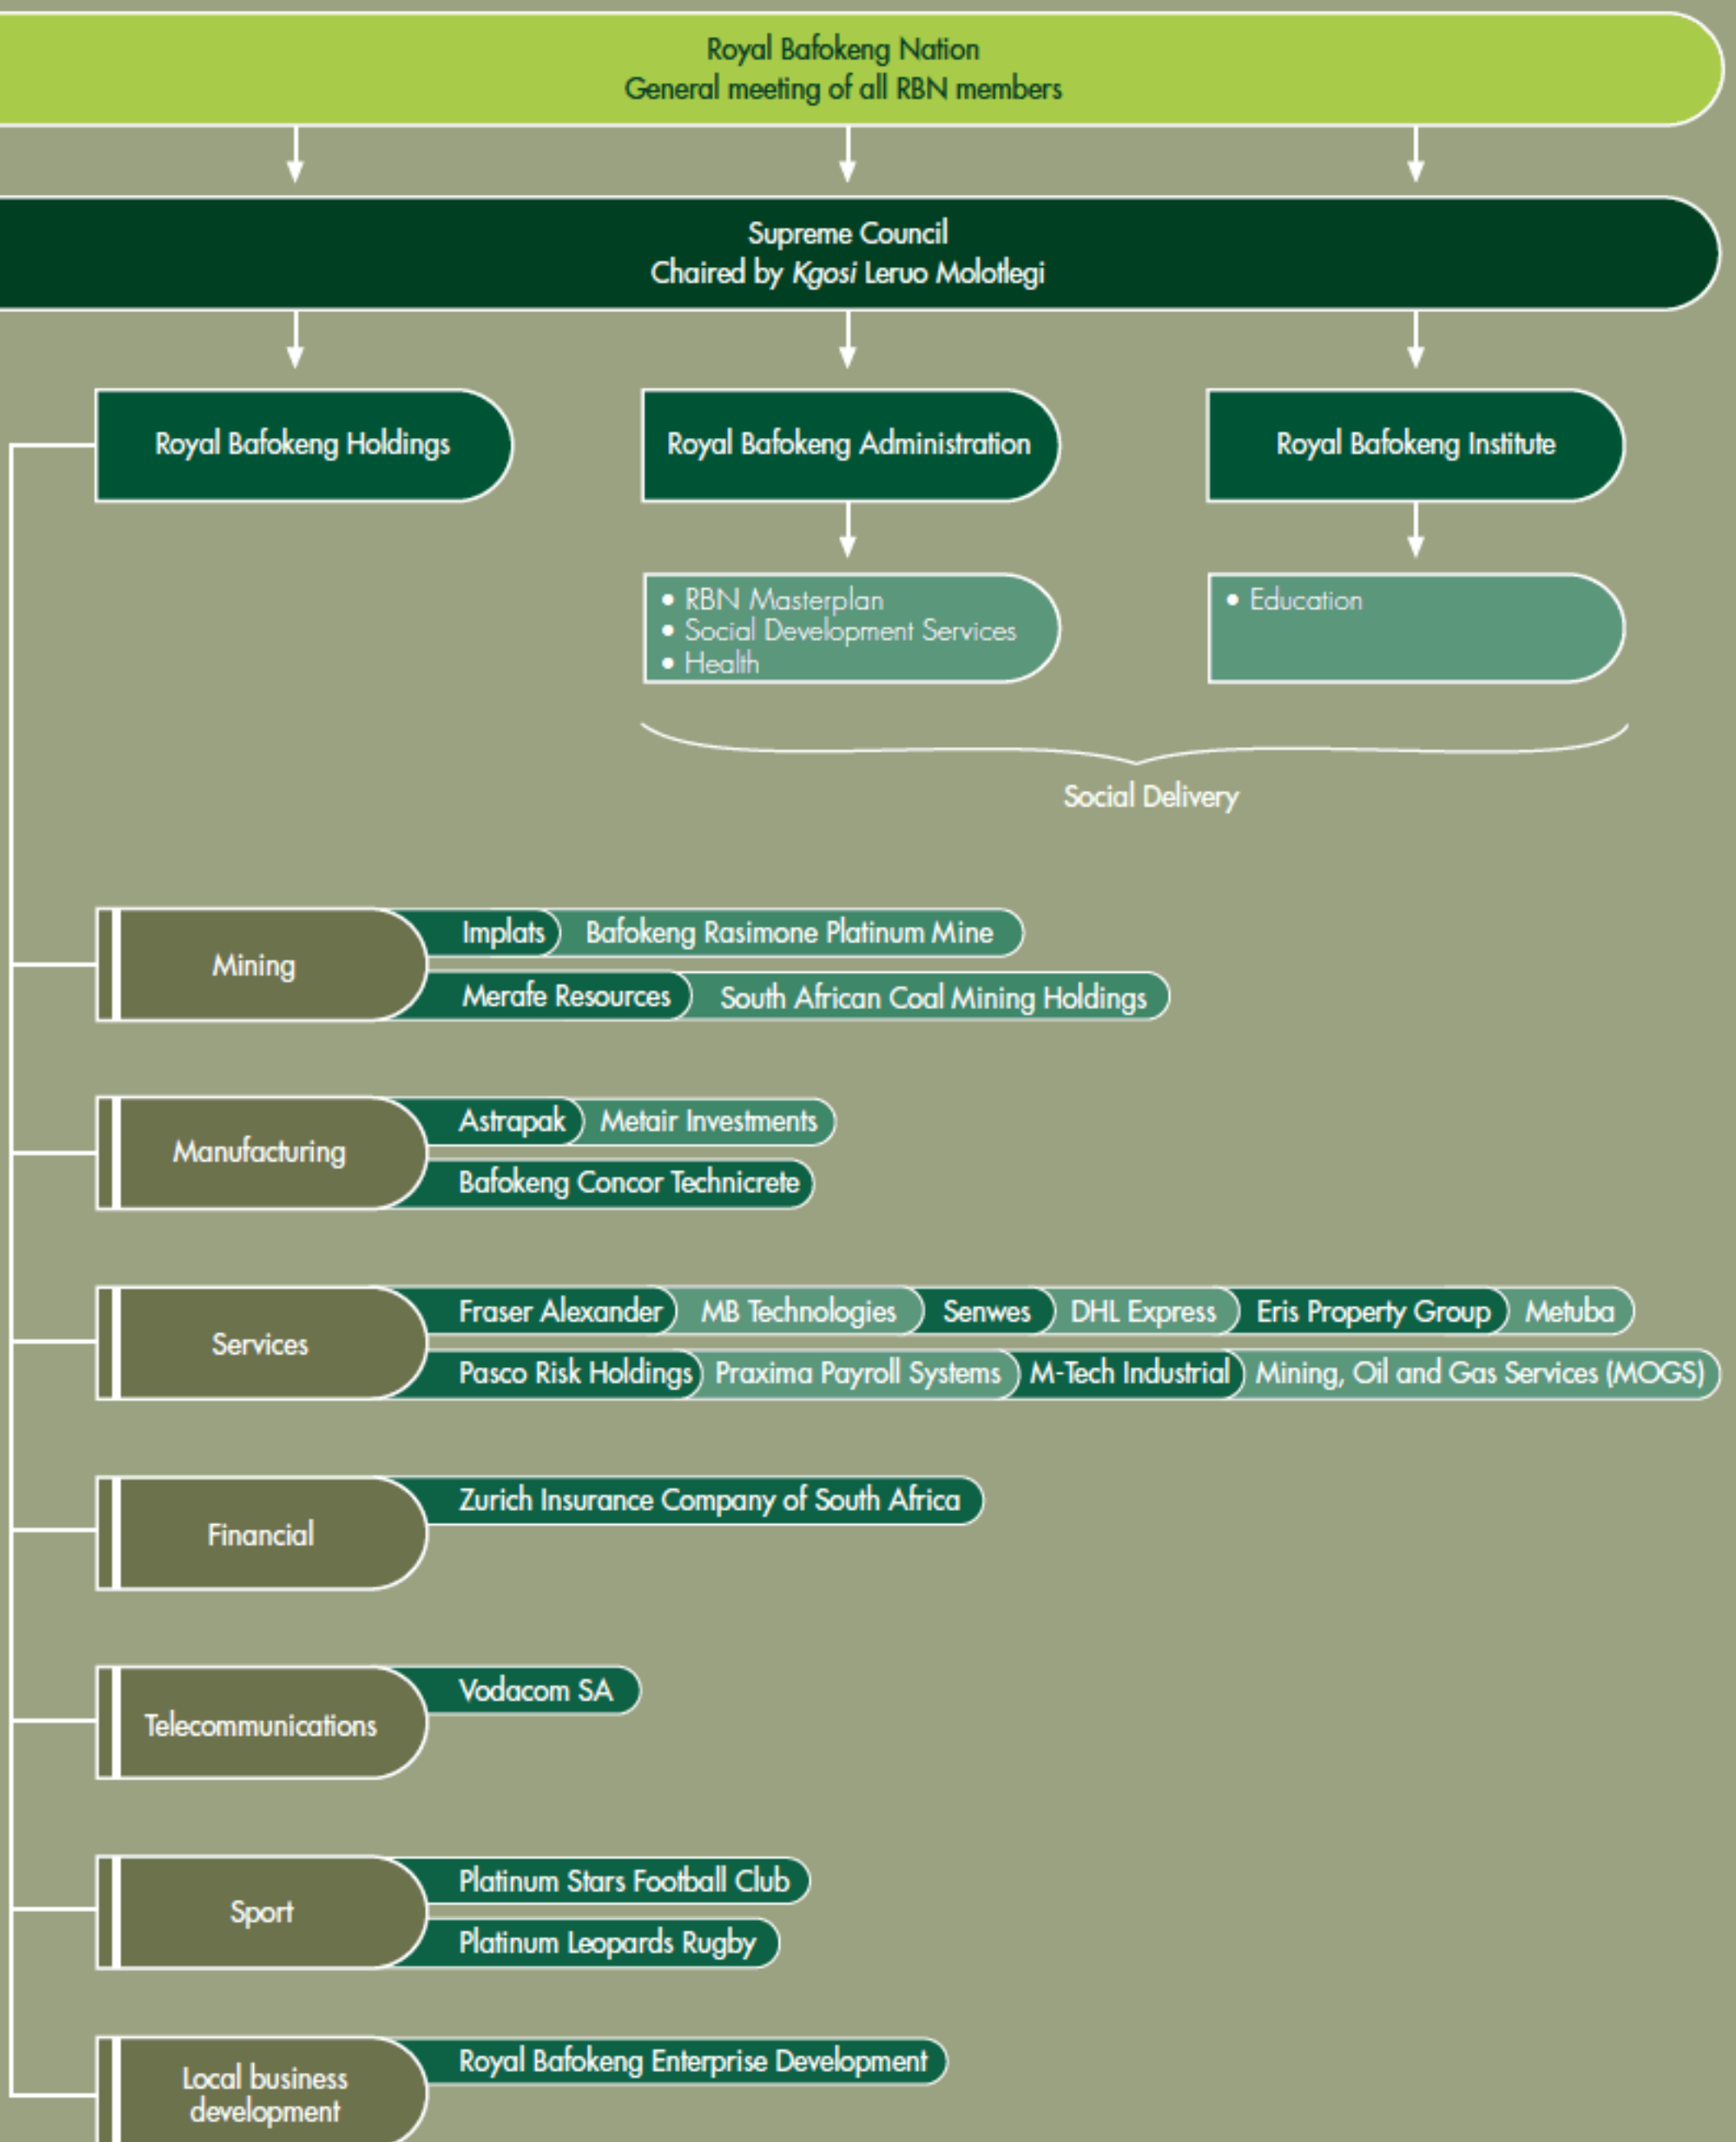 Royal Bafokeng Nation
General meeting of all RBN members
Supreme Council
Chaired by Kgosi Leruo Molotlegi
Royal Bafokeng Holdings
Royal Bafokeng Administration
Royal Bafokeng Institute
• RBN Masterplan
• Social Development Services
• Health
• Education
Social Delivery
Mining
Implats
Bafokeng Rasimone Platinum Mine
Merafe Resources
South African Coal Mining Holdings
Manufacturing
Astrapak
Metair Investments
Bafokeng Concor Technicrete
Services
Fraser Alexander
MB Technologies
Senwes
DHL Express
Eris Property Group
Metuba
Pasco Risk Holdings
Praxima Payroll Systems
M-Tech Industrial
Mining, Oil and Gas Services (MOGS)
Financial
Zurich Insurance Company of South Africa
Telecommunications
Vodacom SA
Sport
Platinum Stars Football Club
Platinum Leopards Rugby
Local business
development
Royal Bafokeng Enterprise Development